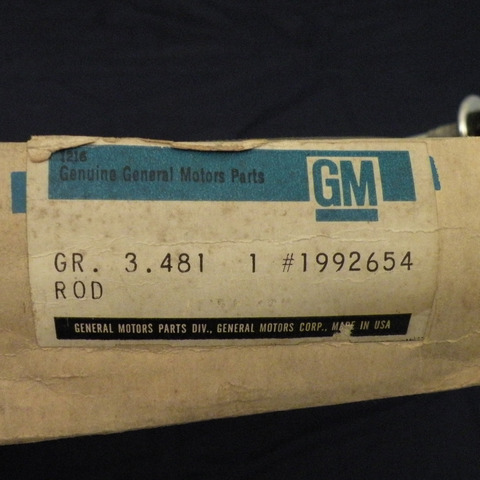 1216
Genuine General Motors Parts
GM
GR. 3.481 1 #1992654
ROD
GENERAL MOTORS PARTS DIV., GENERAL MOTORS CORP., MADE IN USA